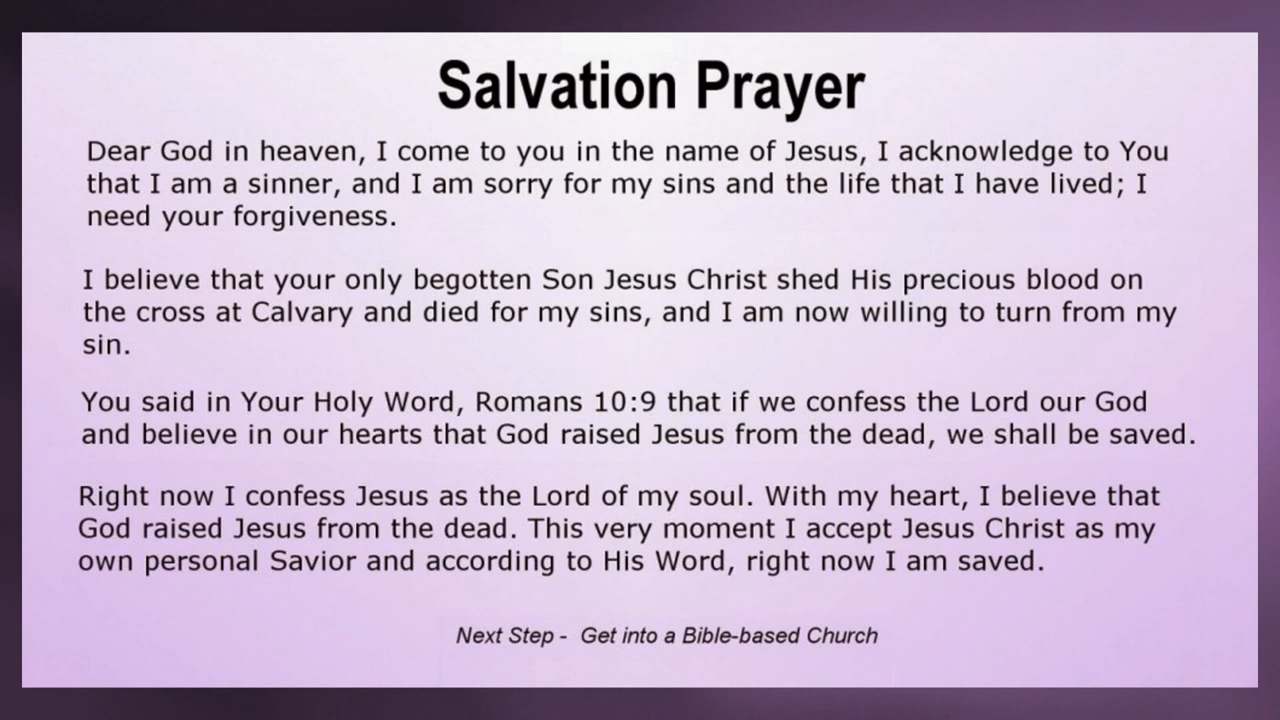 Salvation Prayer
Dear God in heaven, I come to you in the name of Jesus, I acknowledge to You
that I am a sinner, and I am sorry for my sins and the life that I have lived; I
need your forgiveness.
I believe that your only begotten Son Jesus Christ shed His precious blood on
the cross at Calvary and died for my sins, and I am now willing to turn from my
sin.
You said in Your Holy Word, Romans 10:9 that if we confess the Lord our God
and believe in our hearts that God raised Jesus from the dead, we shall be saved.
Right now I confess Jesus as the Lord of my soul. With my heart, I believe that
God raised Jesus from the dead. This very moment I accept Jesus Christ as my
own personal Savior and according to His Word, right now I am saved.
Next Step - Get into a Bible-based Church